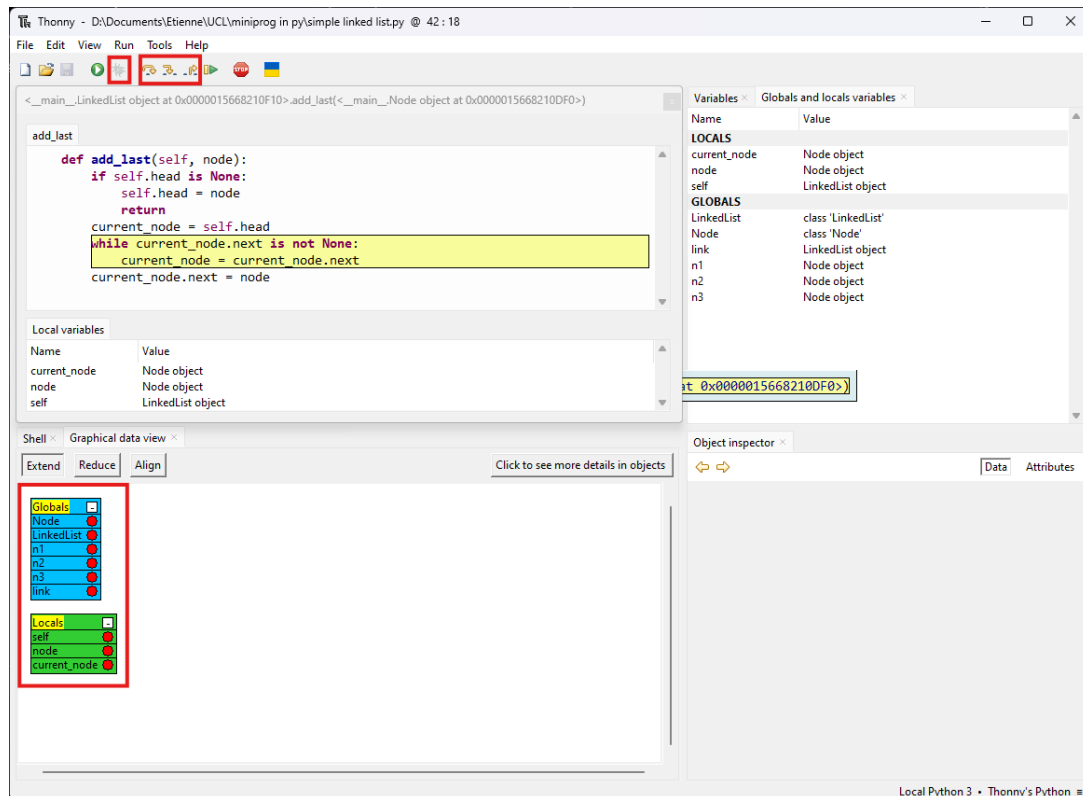 Thonny - D:\Documents\Etienne\UCL\miniprog in py\simple linked list.py @ 42 : 18
File Edit View Run Tools Help
STOP
<__main__.LinkedList object at 0x0000015668210F10>.add_last(<__main__.Node object at 0x0000015668210DF0>)
add_last
def add_last(self, node):
if self.head is None:
self.head = node
return
current_node = self.head
while current_node.next is not None:
current_node = current_node.next
current_node.next = node
Local variables
Name Value
current_node Node object
node Node object
self LinkedList object
Variables Globals and locals variables
Name Value
LOCALS
current_node Node object
node Node object
self LinkedList object
GLOBALS
LinkedList class 'LinkedList'
Node class 'Node'
link LinkedList object
n1 Node object
n2 Node object
n3 Node object
at 0x0000015668210DF0>)
Shell Graphical data view
Extend Reduce Align Click to see more details in objects
Globals -
Node
LinkedList
n1
n2
n3
link
Locals -
self
node
current_node
Object inspector
Data Attributes
Local Python 3 • Thonny's Python ≡